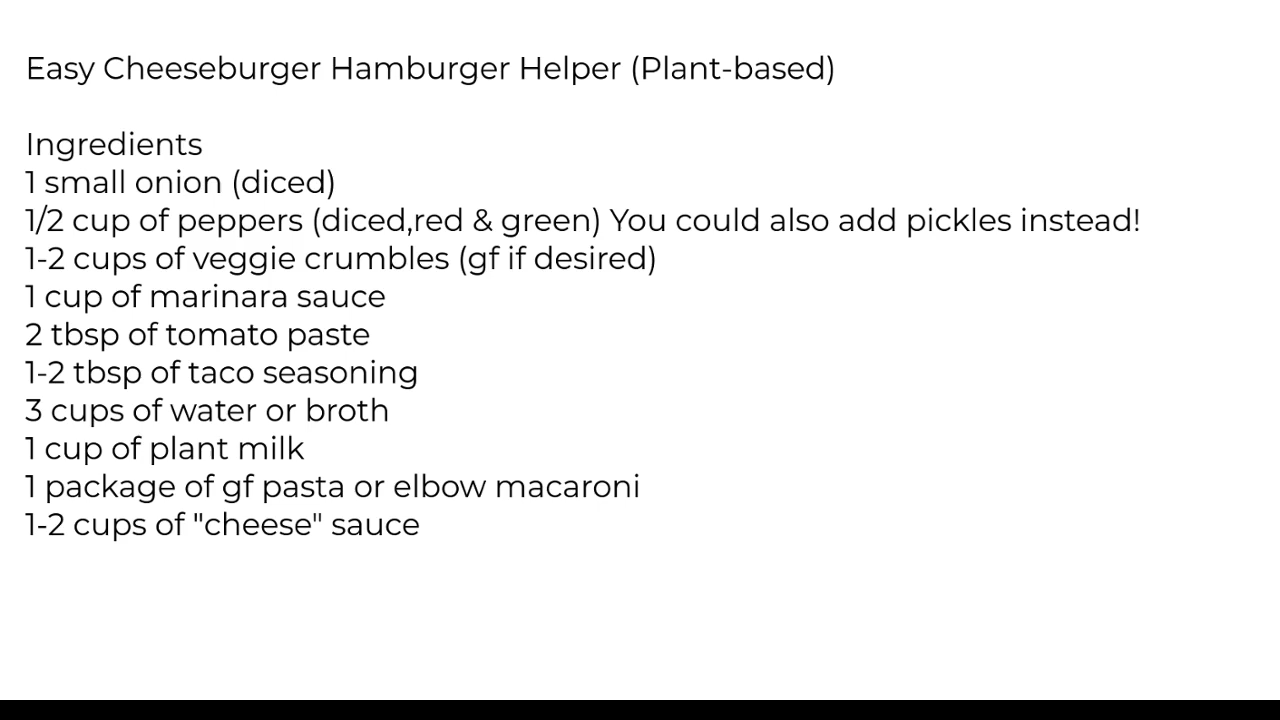 Easy Cheeseburger Hamburger Helper (Plant-based)
Ingredients
1 small onion (diced)
1/2 cup of peppers (diced,red & green) You could also add pickles instead!
1-2 cups of veggie crumbles (gf if desired)
1 cup of marinara sauce
2 tbsp of tomato paste
1-2 tbsp of taco seasoning
3 cups of water or broth
1 cup of plant milk
1 package of gf pasta or elbow macaroni
1-2 cups of "cheese" sauce